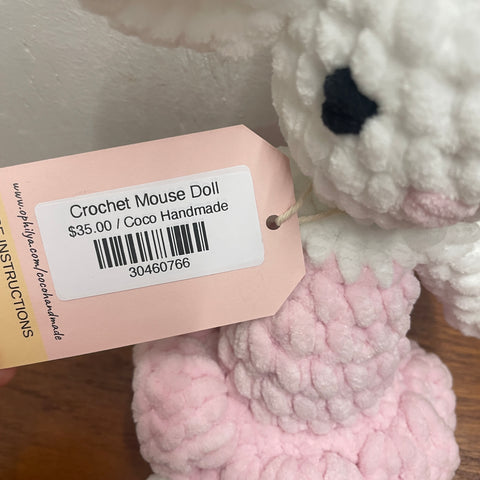 Crochet Mouse Doll
$35.00 / Coco Handmade
30460766
www.ophilya.com/cocohandmade
INSTRUCTIONS